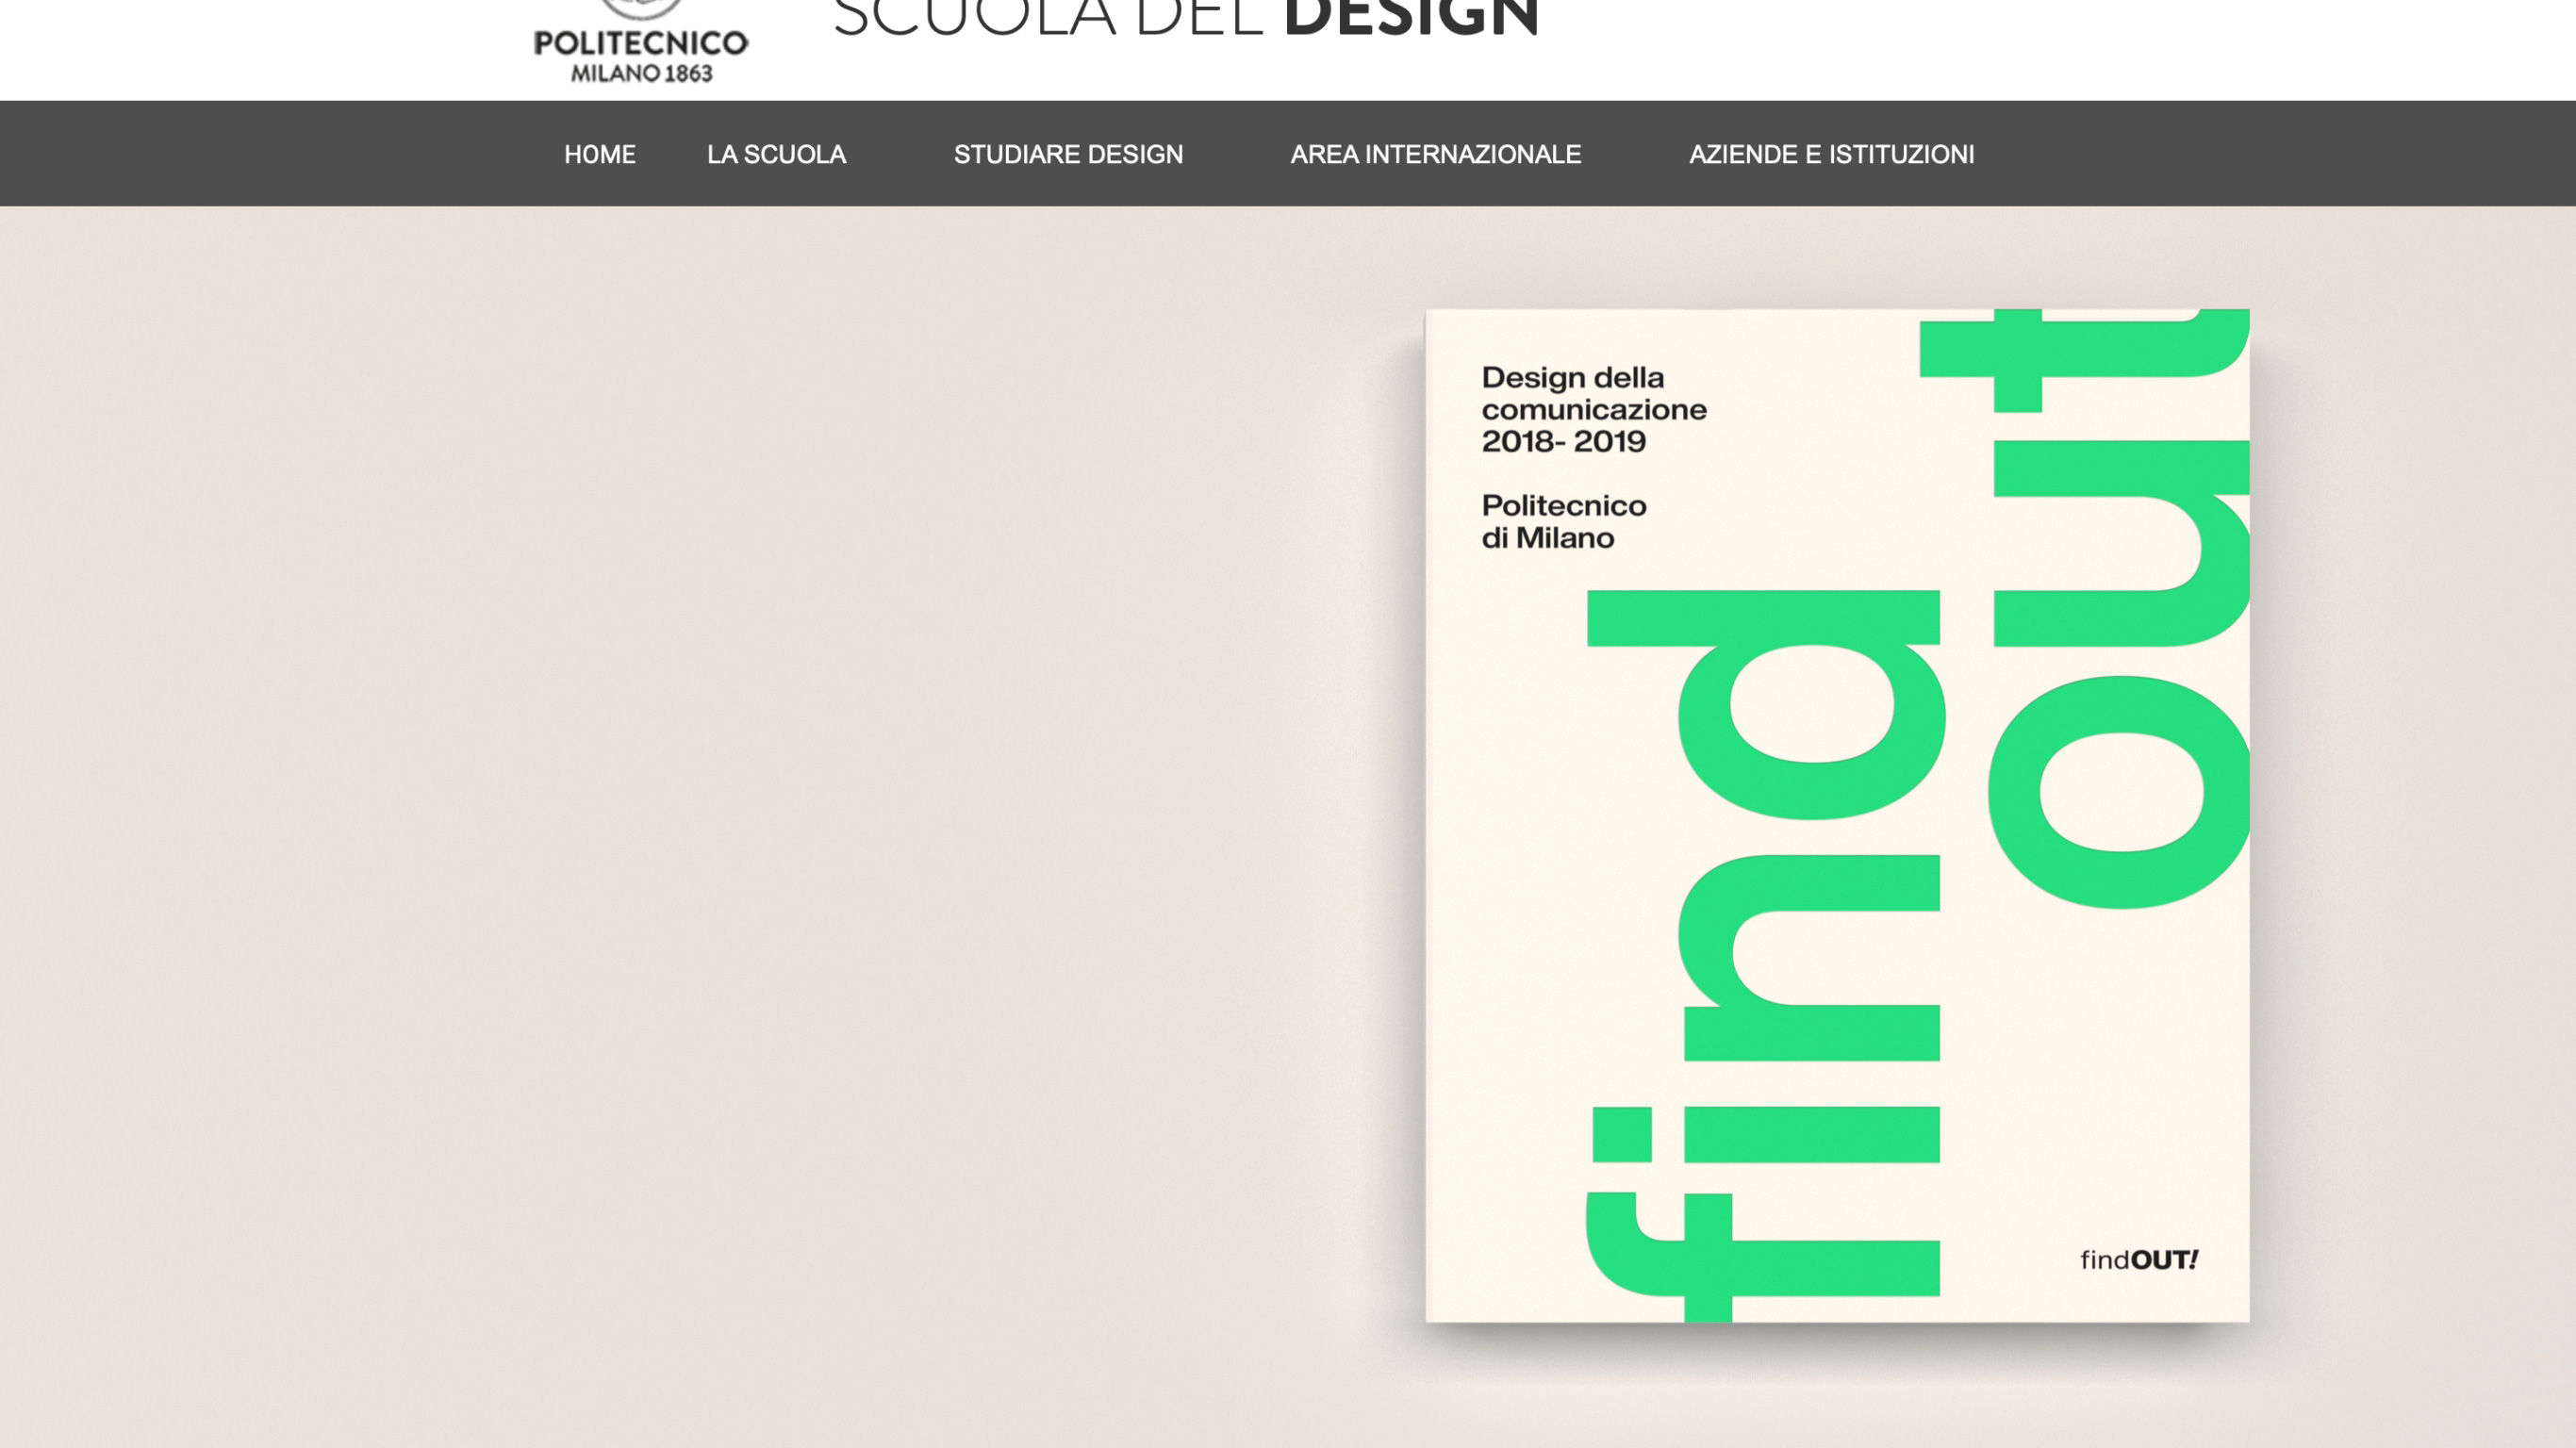 POLITECNICO
MILANO 1863
SCUOLA DEL DESIGN
HOME
LA SCUOLA
STUDIARE DESIGN
AREA INTERNAZIONALE
AZIENDE E ISTITUZIONI
Design della
comunicazione
2018- 2019
Politecnico
di Milano
find
out
findOUT!